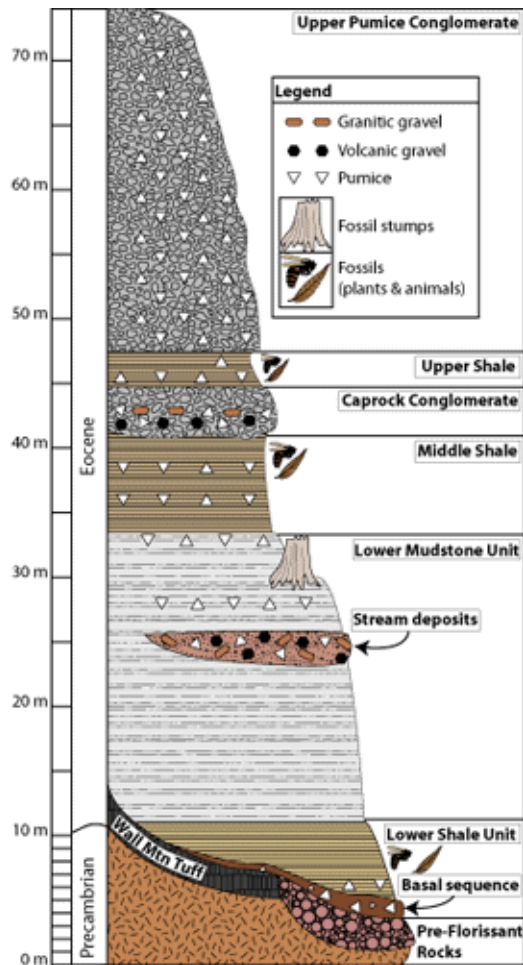 70 m
60 m
50 m
40 m
30 m
20 m
10 m
0 m
Eocene
Precambrian
Upper Pumice Conglomerate
Legend
Granitic gravel
Volcanic gravel
Pumice
Fossil stumps
Fossils
(plants & animals)
Upper Shale
Caprock Conglomerate
Middle Shale
Lower Mudstone Unit
Stream deposits
Wall Mtn Tuff
Lower Shale Unit
Basal sequence
Pre-Florissant
Rocks